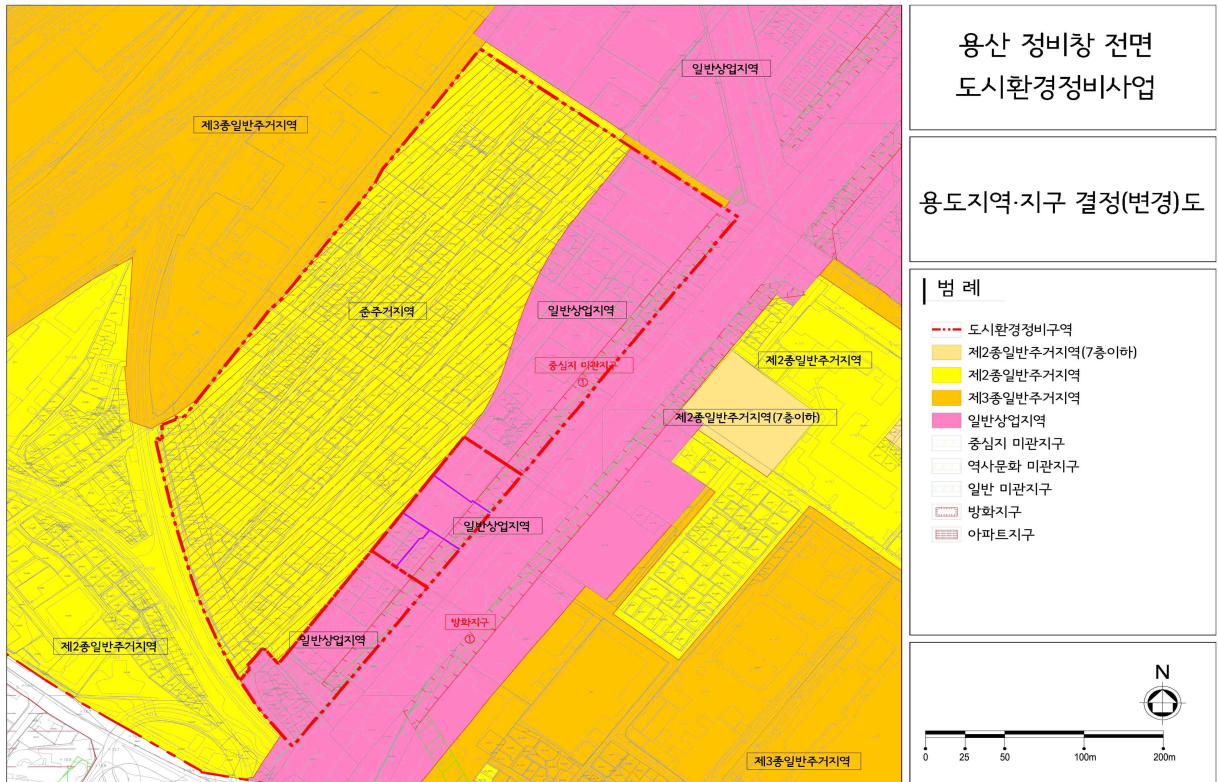 용산 정비창 전면
도시환경정비사업
용도지역·지구 결정(변경)도
범 례
도시환경정비구역
제2종일반주거지역(7층이하)
제2종일반주거지역
제3종일반주거지역
일반상업지역
중심지 미관지구
역사문화 미관지구
일반 미관지구
방화지구
아파트지구
N
0 25 50 100m 200m
일반상업지역
제3종일반주거지역
준주거지역
일반상업지역
제2종일반주거지역
중심지 미관지구
①
제2종일반주거지역(7층이하)
일반상업지역
방화지구
①
일반상업지역
제2종일반주거지역
제3종일반주거지역